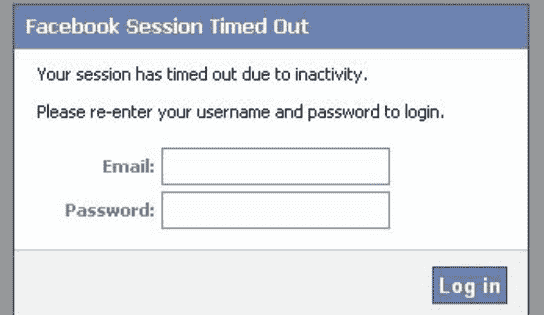 Facebook Session Timed Out
Your session has timed out due to inactivity.
Please re-enter your username and password to login.
Email:
Password:
Log in